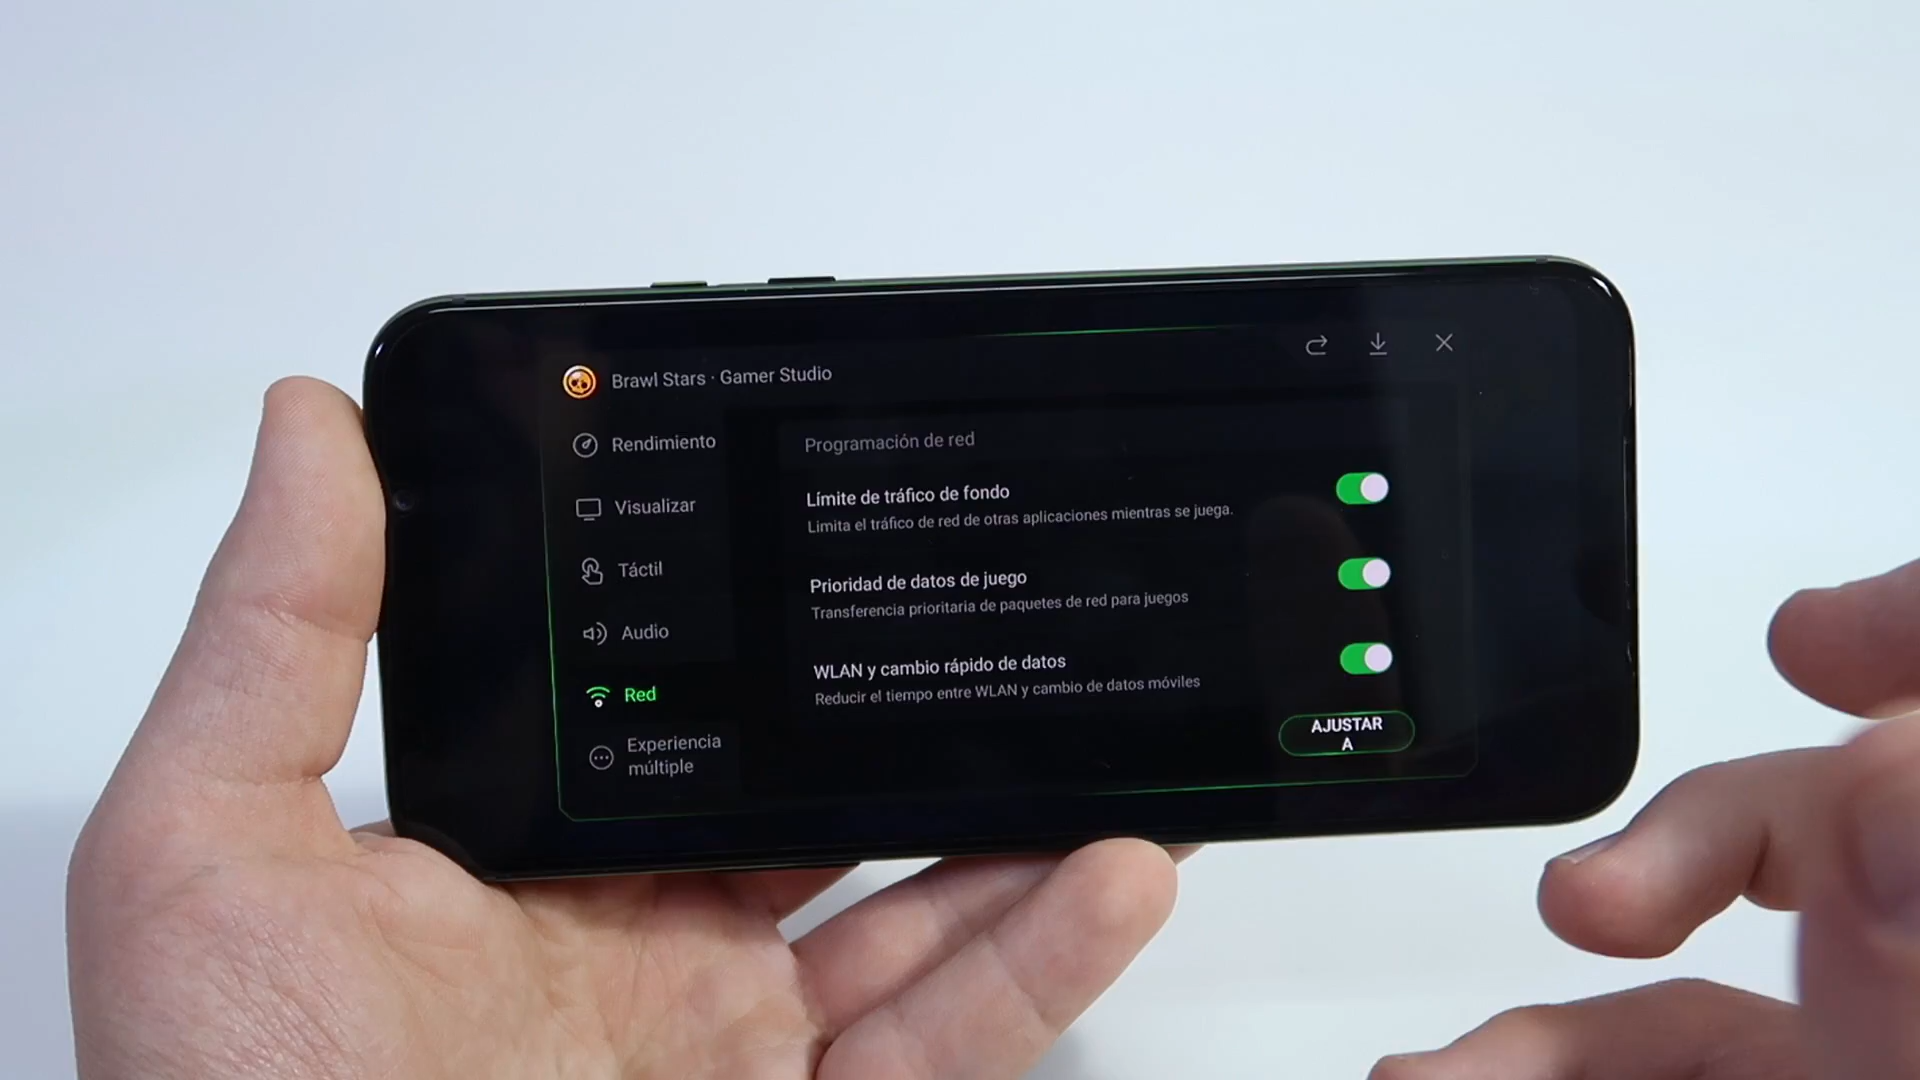 Brawl Stars · Gamer Studio
Rendimiento
Visualizar
Táctil
Audio
Red
Experiencia
múltiple
Programación de red
Límite de tráfico de fondo
Limita el tráfico de red de otras aplicaciones mientras se juega.
Prioridad de datos de juego
Transferencia prioritaria de paquetes de red para juegos
WLAN y cambio rápido de datos
Reducir el tiempo entre WLAN y cambio de datos móviles
AJUSTAR
A